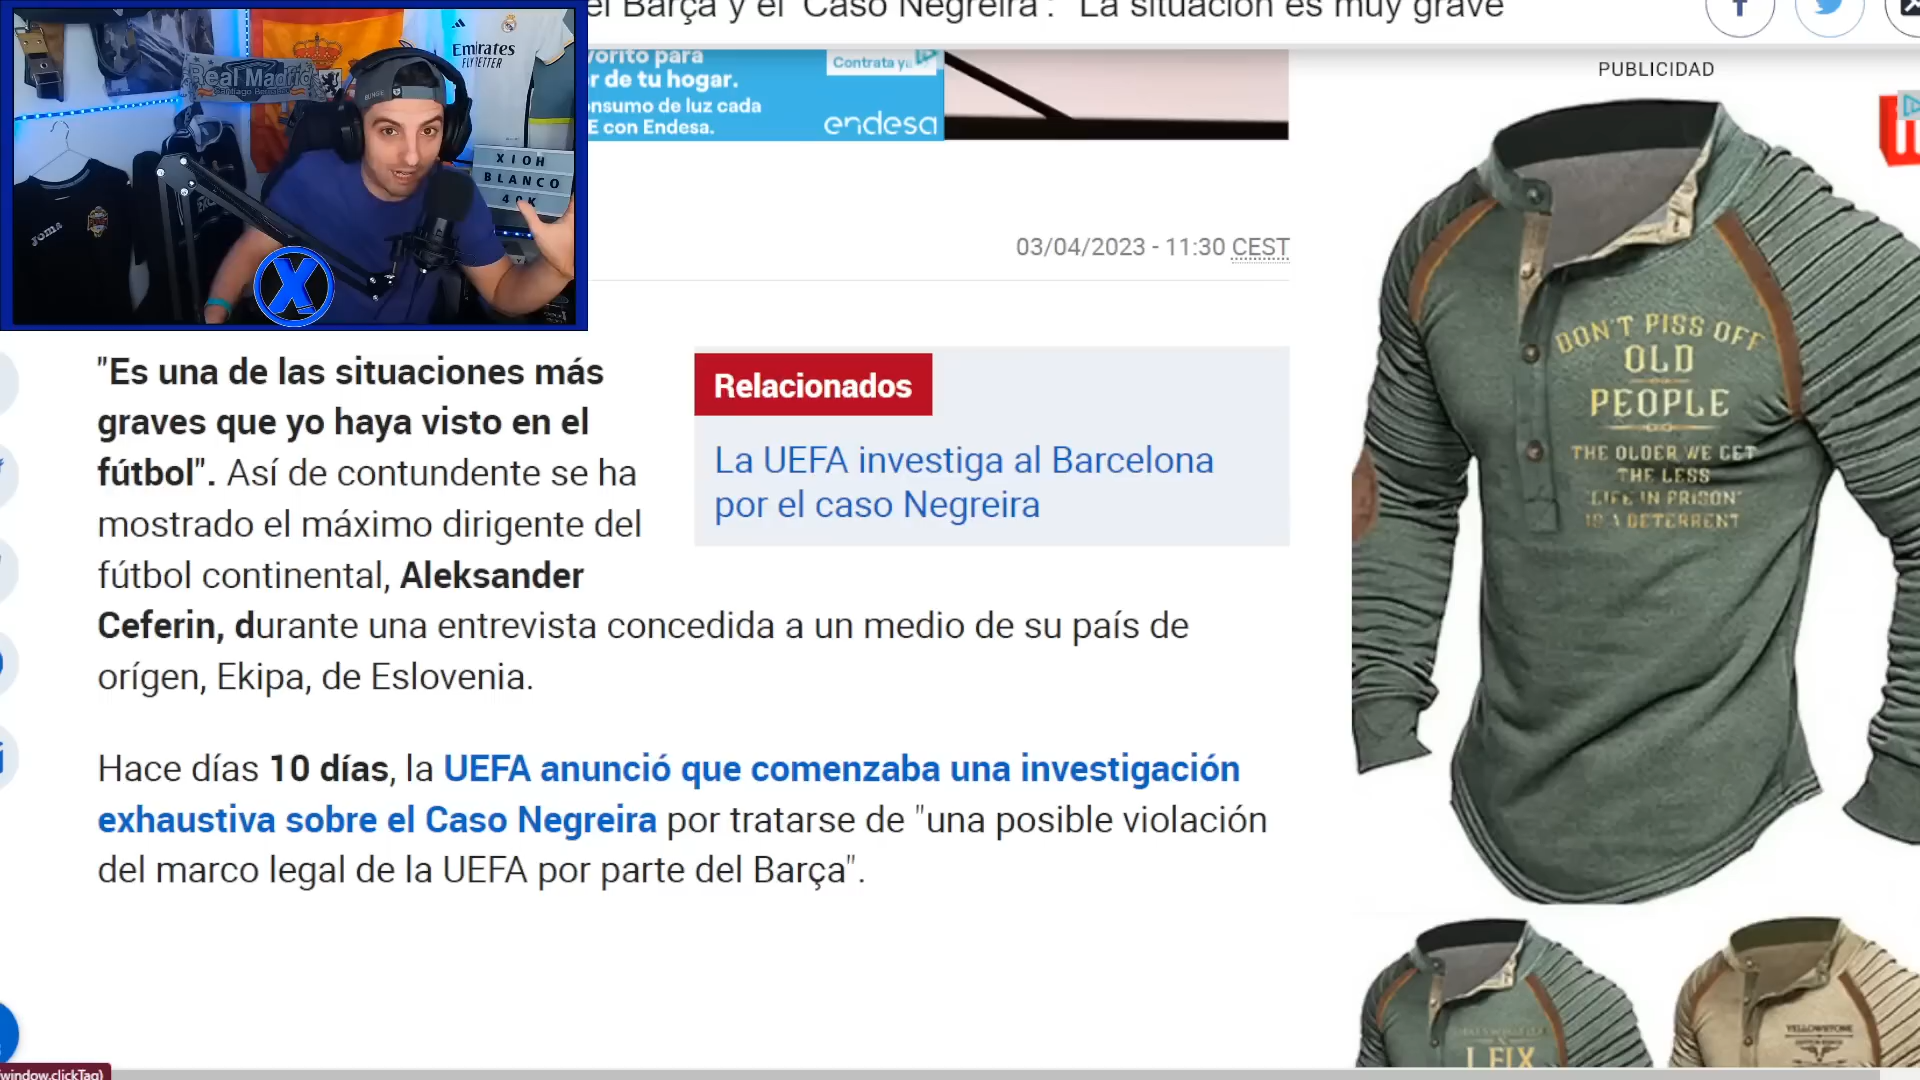 el Barça y el 'Caso Negreira': "La situación es muy grave
vorito para
r de tu hogar.
onsumo de luz cada
E con Endesa.
Contrata
endesa
PUBLICIDAD
Real Madrid
Emirates
FLY BETTER
XIOH
BLANCO
40K
Joma
X
03/04/2023 - 11:30 CEST
"Es una de las situaciones más
graves que yo haya visto en el
fútbol". Así de contundente se ha
mostrado el máximo dirigente del
fútbol continental, Aleksander
Ceferin, durante una entrevista concedida a un medio de su país de
orígen, Ekipa, de Eslovenia.
Relacionados
La UEFA investiga al Barcelona
por el caso Negreira
Hace días 10 días, la UEFA anunció que comenzaba una investigación
exhaustiva sobre el Caso Negreira por tratarse de "una posible violación
del marco legal de la UEFA por parte del Barça".
DON'T PISS OFF
OLD
PEOPLE
THE OLDER WE GET
THE LESS
"LIFE IN PRISON"
IS A DETERRENT
I FIX
YELLOWSTONE
window.clickTag)